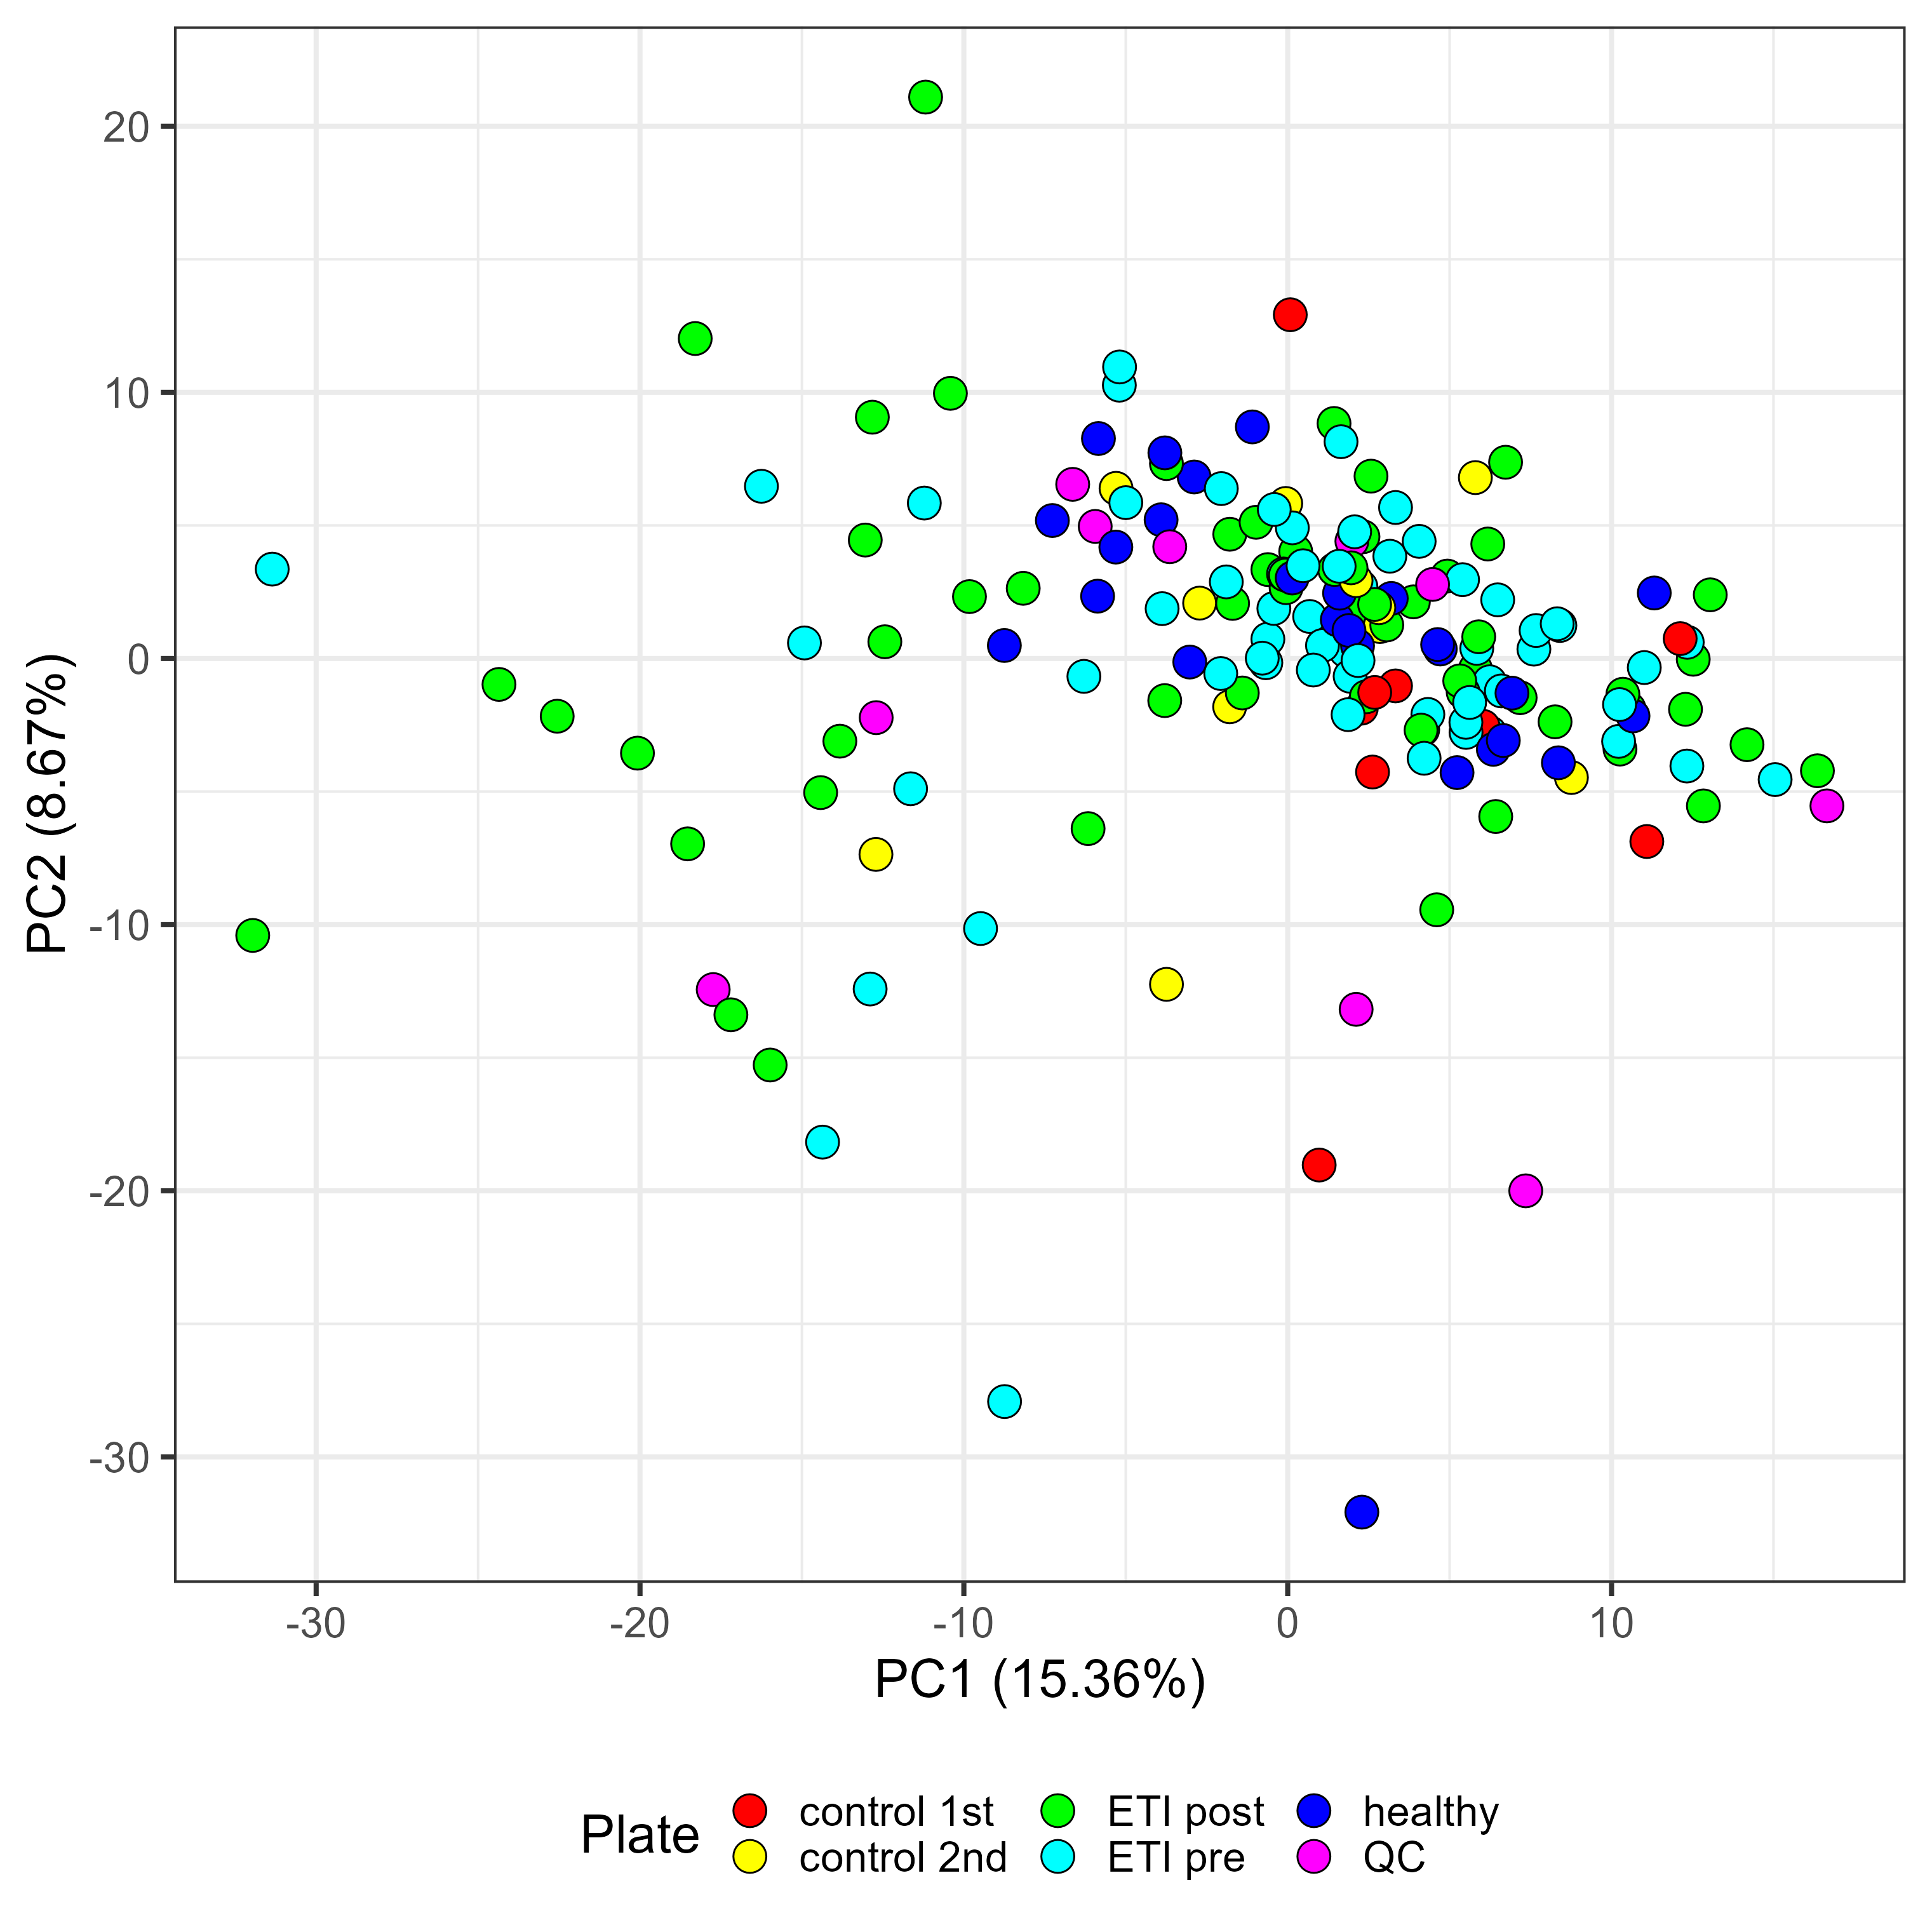 20
10
0
-10
-20
-30
PC2 (8.67%)
-30 -20 -10 0 10
PC1 (15.36%)
Plate
control 1st ETI post healthy
control 2nd ETI pre QC